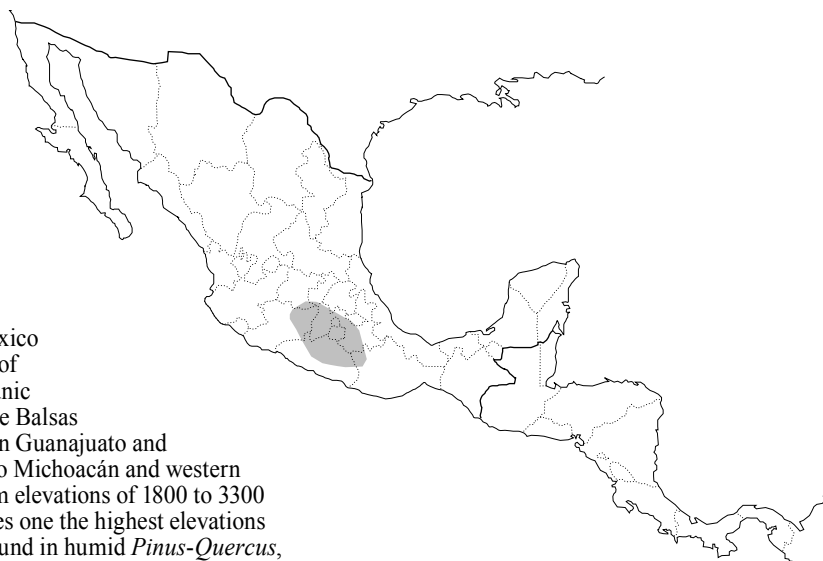 xico
of
anic
e Balsas
n Guanajuato and
o Michoacán and western
m elevations of 1800 to 3300
es one the highest elevations
und in humid Pinus-Quercus,